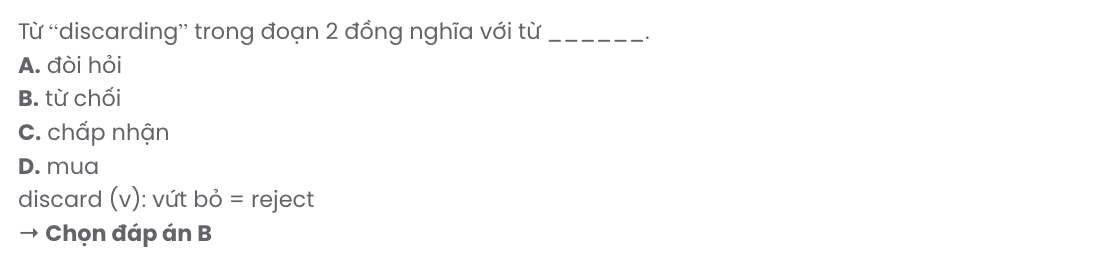 Từ “discarding” trong đoạn 2 đồng nghĩa với từ ______.
A. đòi hỏi
B. từ chối
C. chấp nhận
D. mua
discard (v): vứt bỏ = reject
→ Chọn đáp án B